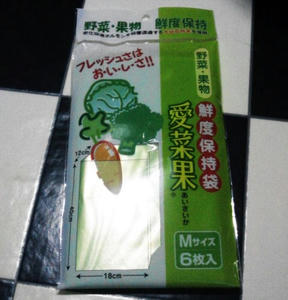 野菜・果物 鮮度保持
フレッシュさは
お・い・し・さ!!
野菜・果物
鮮度保持袋
愛菜果
あいさいか
12cm
18cm
Mサイズ
6枚入